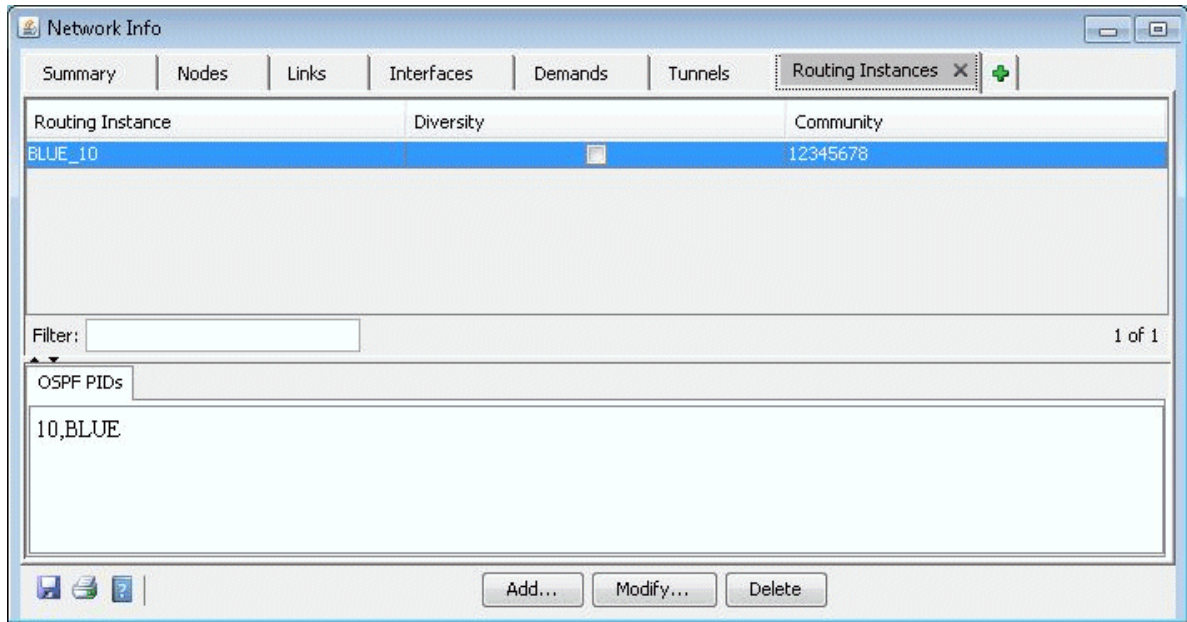 Network Info
Summary Nodes Links Interfaces Demands Tunnels Routing Instances
Routing Instance Diversity Community
BLUE_10 12345678
Filter: 1 of 1
OSPF PIDs
10,BLUE
Add... Modify... Delete